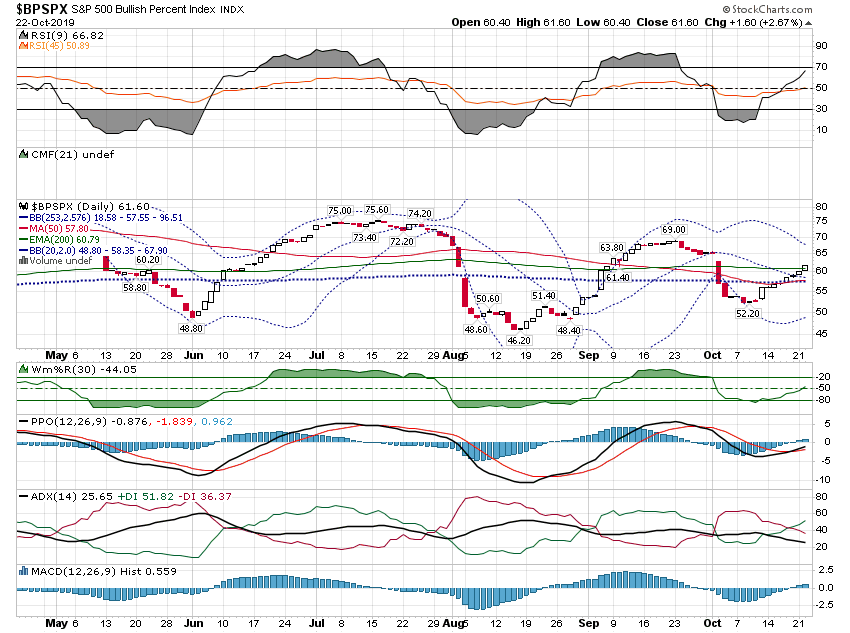 $BPSPX S&P 500 Bullish Percent Index INDX
© StockCharts.com
22-Oct-2019
Open 60.40 High 61.60 Low 60.40 Close 61.60 Chg +1.60 (+2.67%)
RSI(9) 66.82
RSI(45) 50.89
90
70
50
30
10
CMF(21) undef
$BPSPX (Daily) 61.60
BB(253,2.576) 18.58 - 57.55 - 96.51
MA(50) 57.80
EMA(200) 60.79
BB(20,2.0) 48.80 - 58.35 - 67.90
Volume undef
80
75
70
65
60
55
50
45
60.20
58.80
48.80
75.00
73.40
75.60
72.20
74.20
48.60
50.60
46.20
51.40
48.40
63.80
61.40
69.00
52.20
May 6 13 20 28 Jun 10 17 24 Jul 8 15 22 29 Aug 5 12 19 26 Sep 9 16 23 Oct 7 14 21
Wm%R(30) -44.05
-20
-50
-80
PPO(12,26,9) -0.876, -1.839, 0.962
5
0
-5
-10
ADX(14) 25.65 +DI 51.82 -DI 36.37
80
60
40
20
MACD(12,26,9) Hist 0.559
2.5
0.0
-2.5
May 6 13 20 28 Jun 10 17 24 Jul 8 15 22 29 Aug 5 12 19 26 Sep 9 16 23 Oct 7 14 21